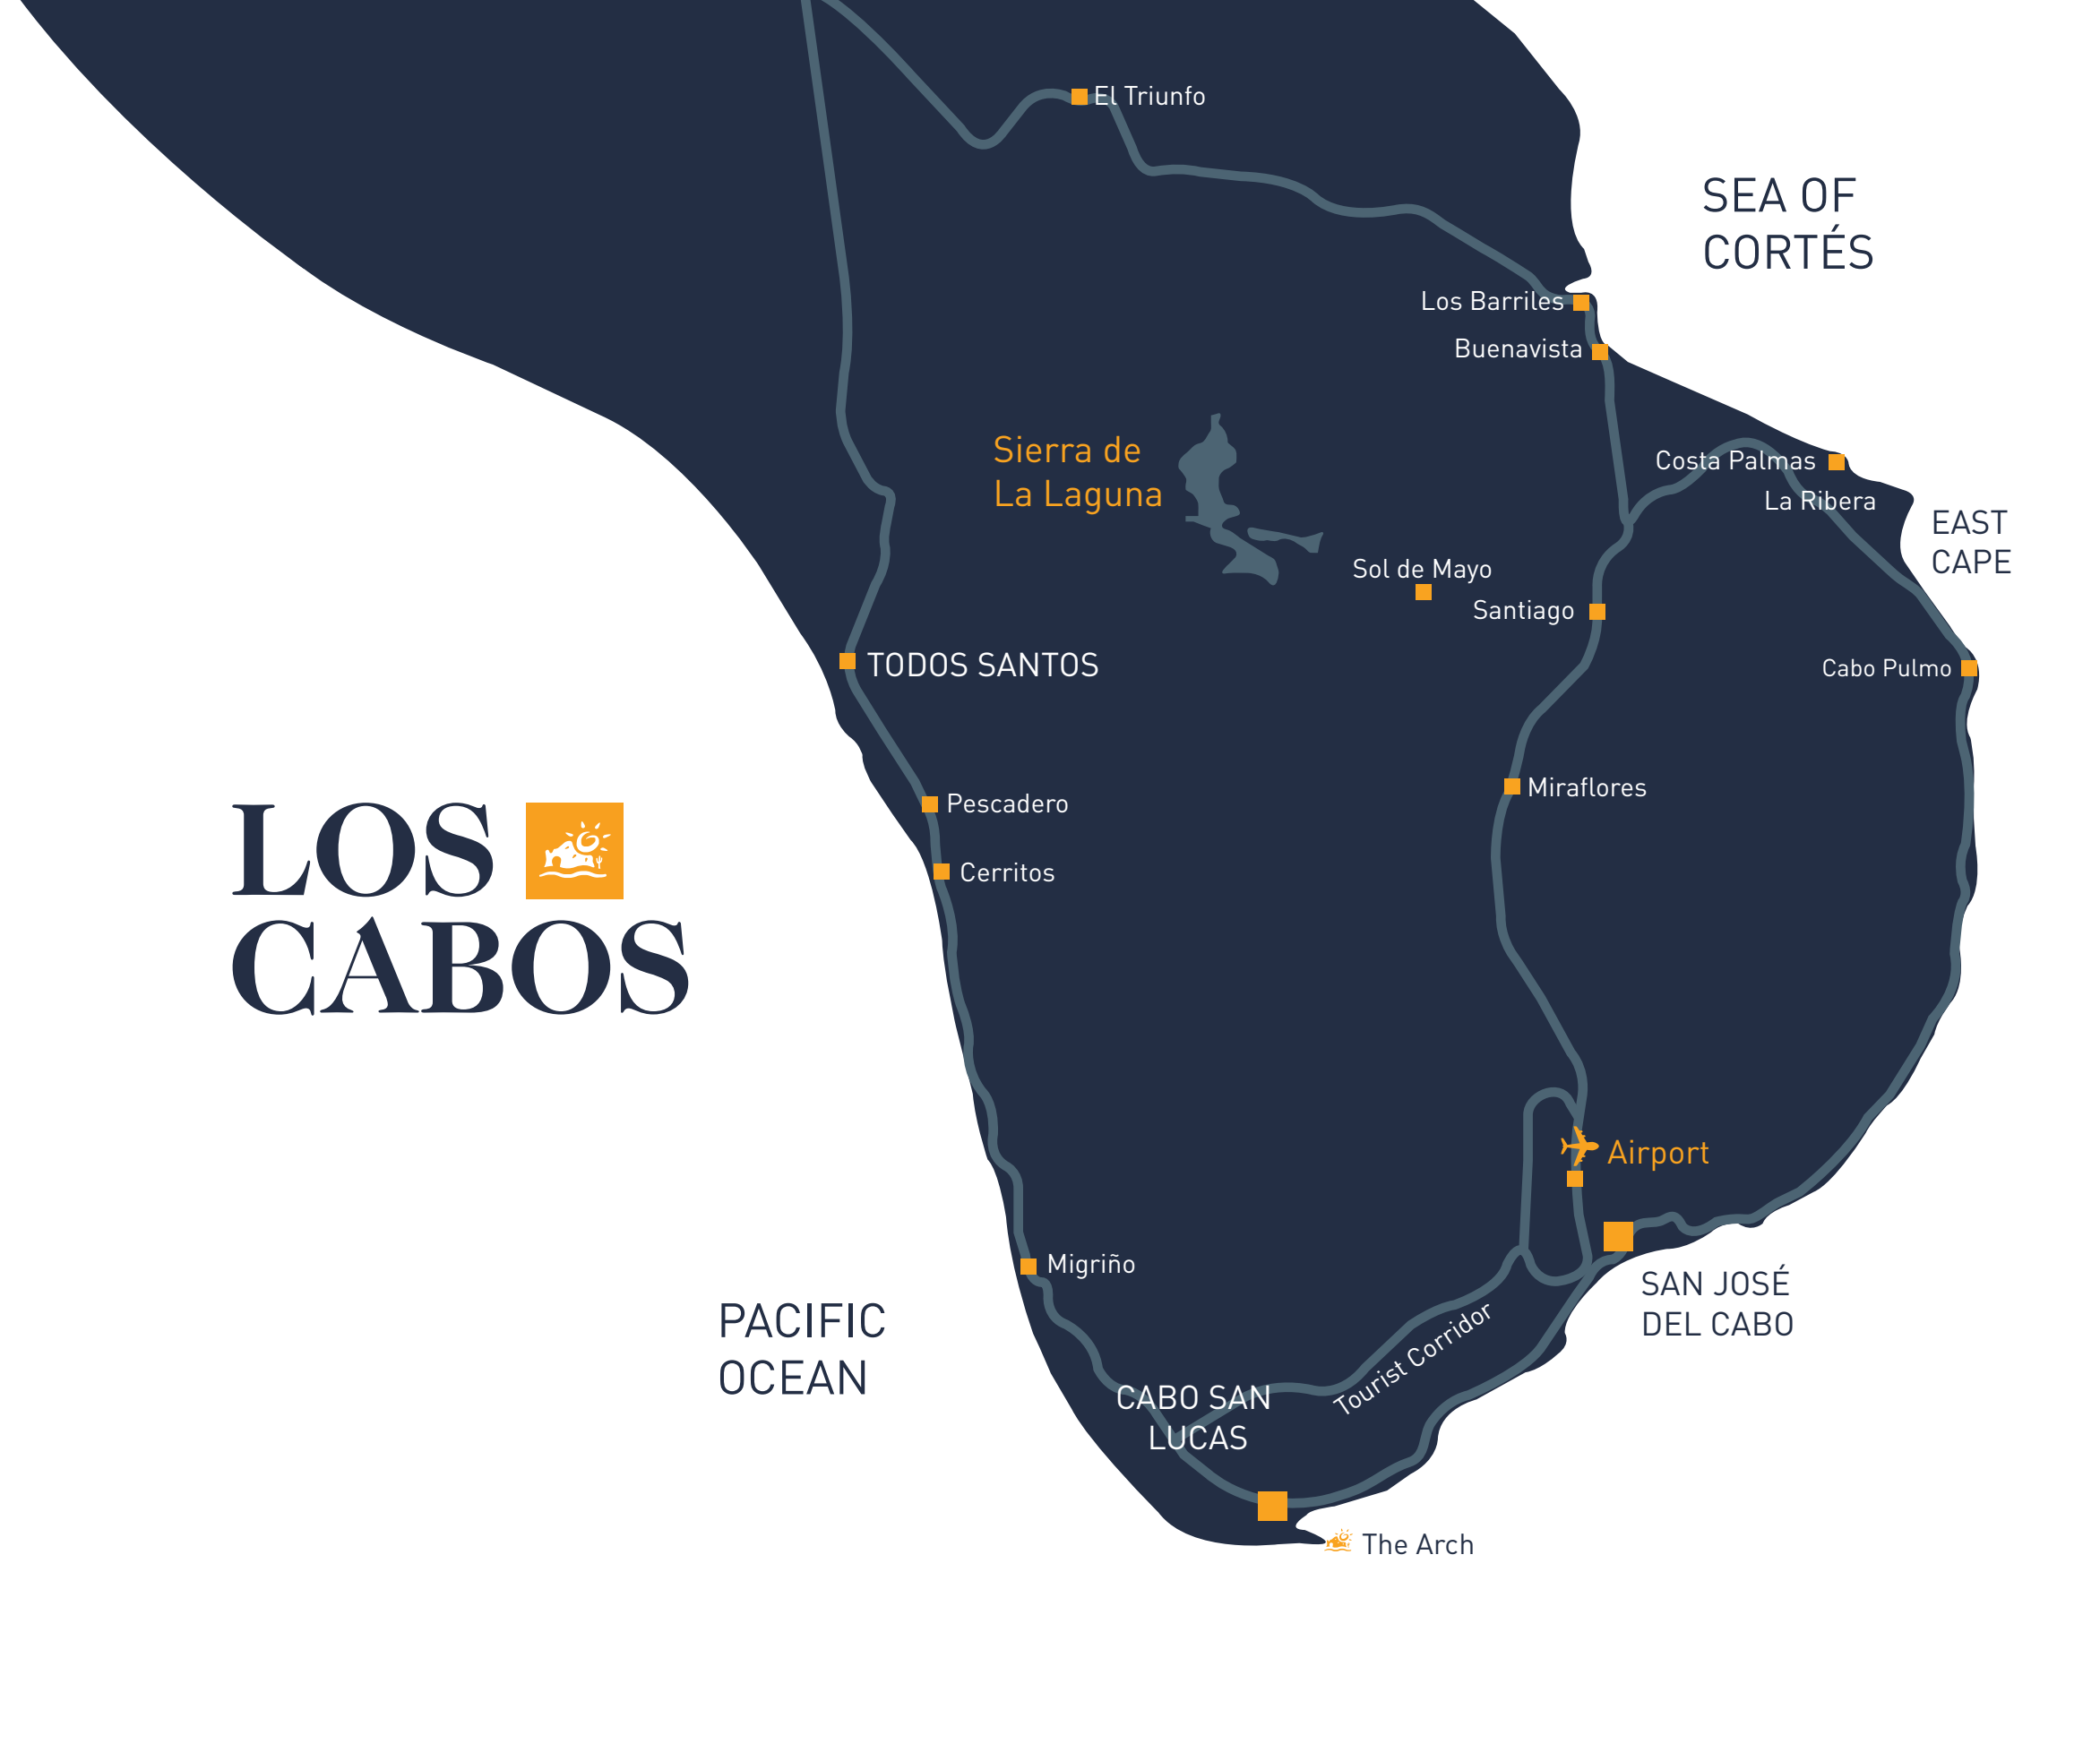 El Triunfo
SEA OF
CORTÉS
Los Barriles
Buenavista
Sierra de
La Laguna
Costa Palmas
La Ribera
EAST
CAPE
Sol de Mayo
Santiago
TODOS SANTOS
Cabo Pulmo
Miraflores
Pescadero
Cerritos
LOS
CABOS
Airport
Migriño
SAN JOSÉ
DEL CABO
PACIFIC
OCEAN
Tourist Corridor
CABO SAN
LUCAS
The Arch